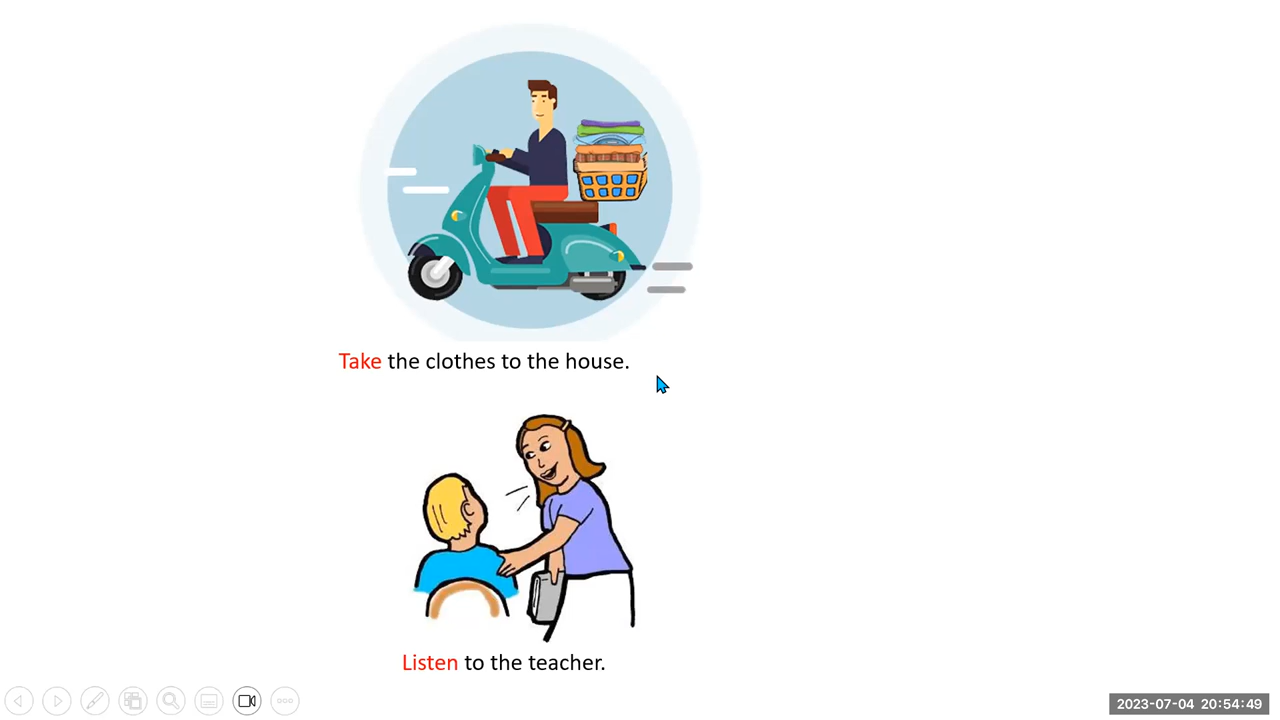 Take the clothes to the house.
Listen to the teacher.
2023-07-04 20:54:49